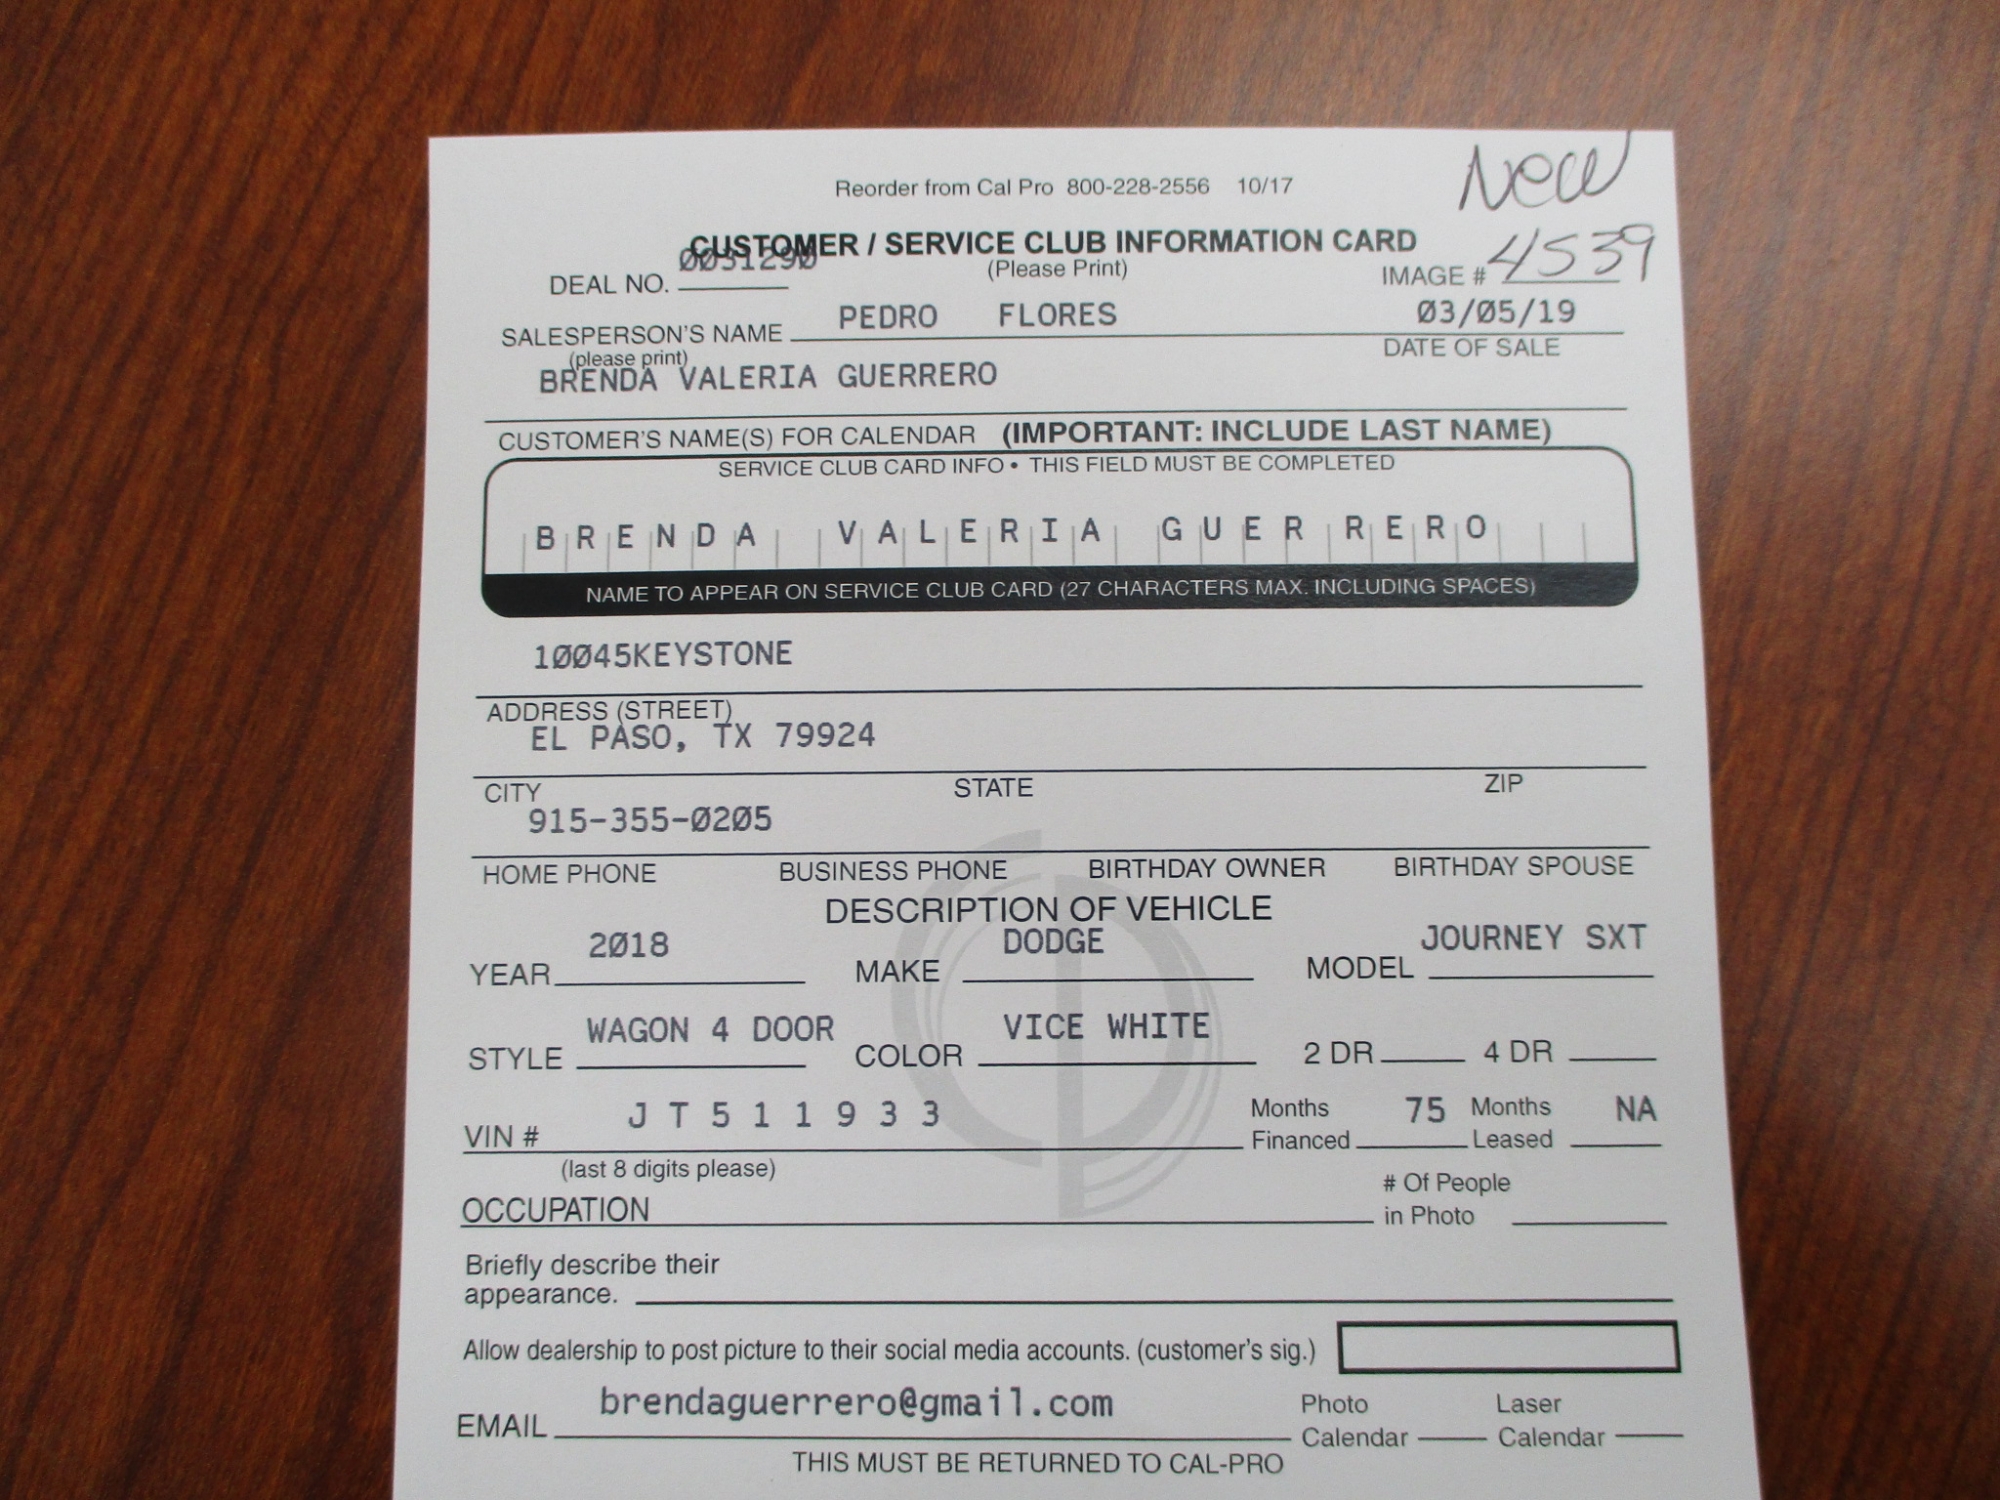 New
Reorder from Cal Pro 800-228-2556 10/17
CUSTOMER / SERVICE CLUB INFORMATION CARD
(Please Print)
DEAL NO. 0031290
IMAGE # 4539
SALESPERSON'S NAME PEDRO FLORES 03/05/19
(please print) DATE OF SALE
BRENDA VALERIA GUERRERO
CUSTOMER'S NAME(S) FOR CALENDAR (IMPORTANT: INCLUDE LAST NAME)
SERVICE CLUB CARD INFO • THIS FIELD MUST BE COMPLETED
BRENDA VALERIA GUERRERO
NAME TO APPEAR ON SERVICE CLUB CARD (27 CHARACTERS MAX. INCLUDING SPACES)
10045KEYSTONE
ADDRESS (STREET)
EL PASO, TX 79924
CITY STATE ZIP
915-355-0205
HOME PHONE BUSINESS PHONE BIRTHDAY OWNER BIRTHDAY SPOUSE
DESCRIPTION OF VEHICLE
YEAR 2018 MAKE DODGE MODEL JOURNEY SXT
STYLE WAGON 4 DOOR COLOR VICE WHITE 2 DR 4 DR
VIN # JT511933 Months Financed 75 Months Leased NA
(last 8 digits please)
OCCUPATION # Of People in Photo
Briefly describe their
appearance.
Allow dealership to post picture to their social media accounts. (customer's sig.)
EMAIL brendaguerrero@gmail.com Photo Calendar Laser Calendar
THIS MUST BE RETURNED TO CAL-PRO